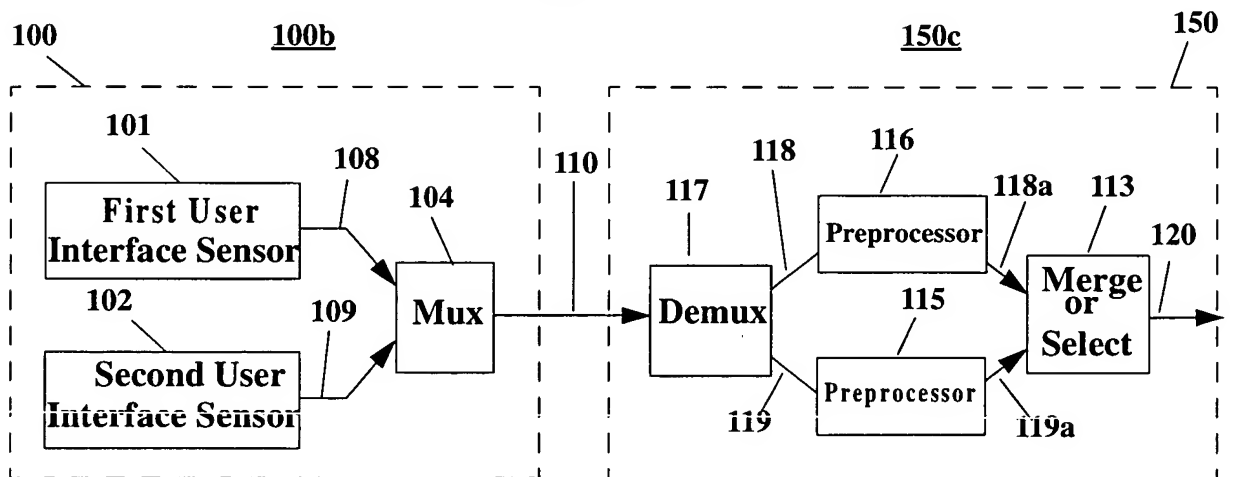 100
100b
150c
150
101
108
110
118
116
118a
113
117
104
120
First User
Interface Sensor
Mux
Demux
Preprocessor
Merge
or
Select
102
109
115
Second User
Interface Sensor
Preprocessor
119
119a